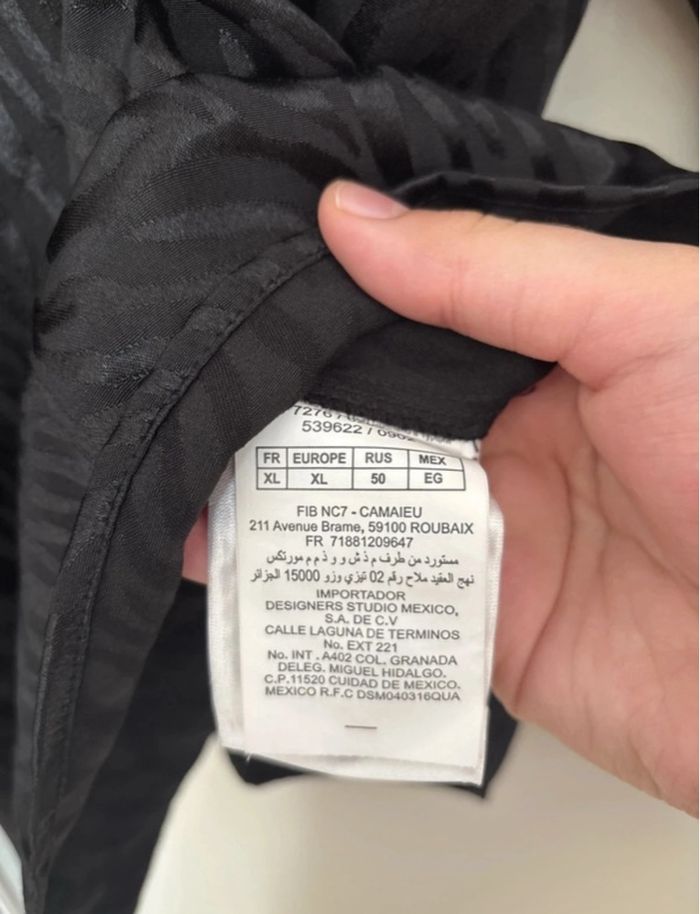 7276
539622 /
FR EUROPE RUS MEX
XL XL 50 EG
FIB NC7 - CAMAIEU
211 Avenue Brame, 59100 ROUBAIX
FR 71881209647
مستورد من طرف م ذ ش و و ذ م م مورتكس
نهج العقيد ملاح رقم 02 تيزي وزو 15000 الجزائر
IMPORTADOR
DESIGNERS STUDIO MEXICO,
S.A. DE C.V
CALLE LAGUNA DE TERMINOS
No. EXT 221
No. INT . A402 COL. GRANADA
DELEG. MIGUEL HIDALGO.
C.P.11520 CUIDAD DE MEXICO.
MEXICO R.F.C DSM040316QUA